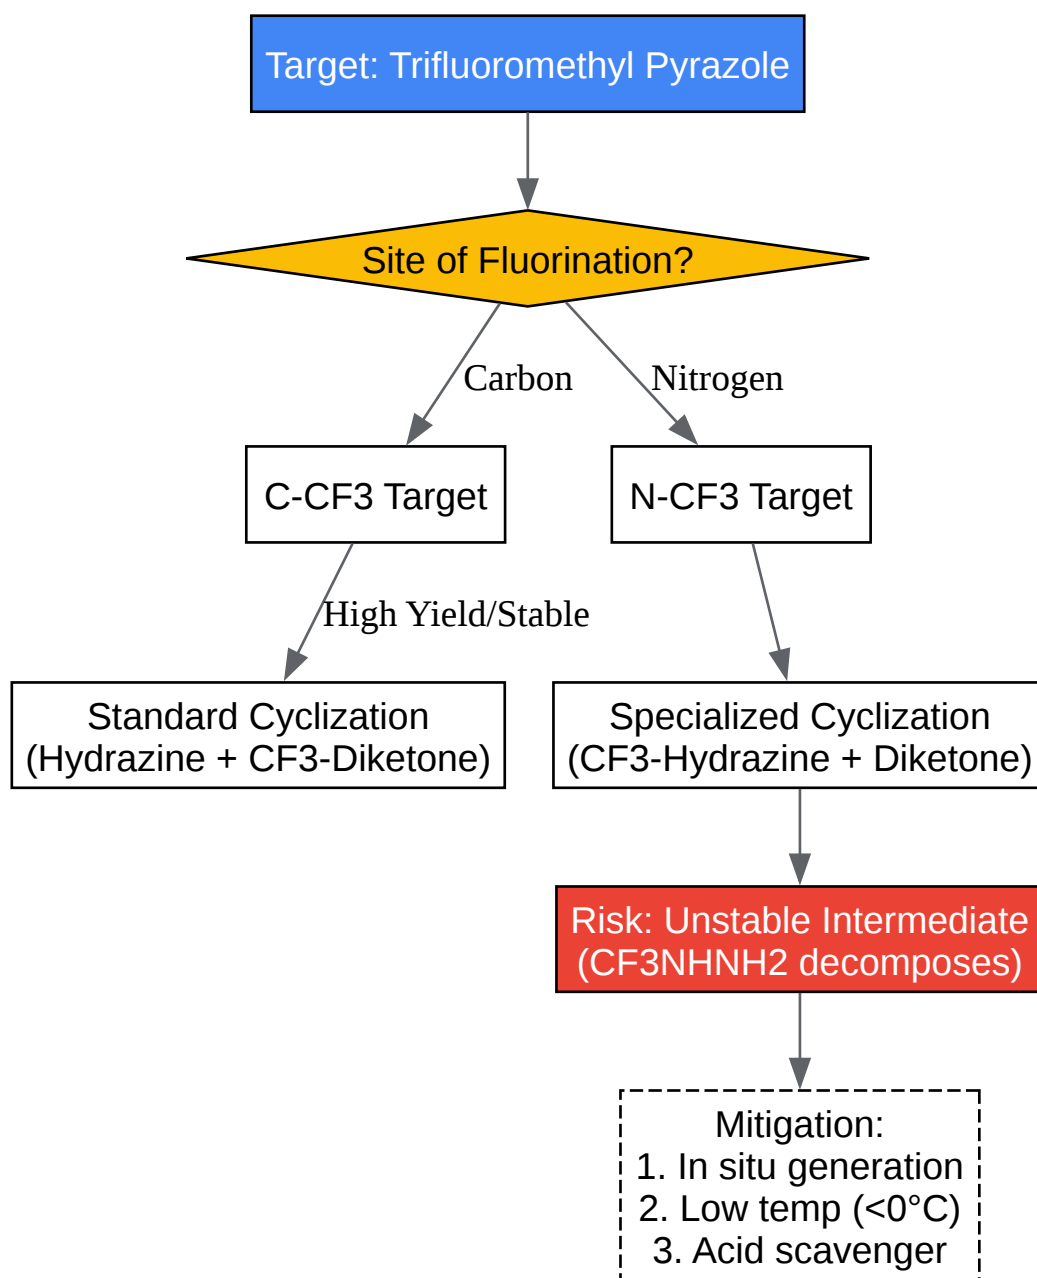 Target: Trifluoromethyl Pyrazole
Site of Fluorination?
Carbon
Nitrogen
C-CF3 Target
N-CF3 Target
High Yield/Stable
Standard Cyclization
(Hydrazine + CF3-Diketone)
Specialized Cyclization
(CF3-Hydrazine + Diketone)
Risk: Unstable Intermediate
(CF3NHNH2 decomposes)
Mitigation:
1. In situ generation
2. Low temp (<0°C)
3. Acid scavenger